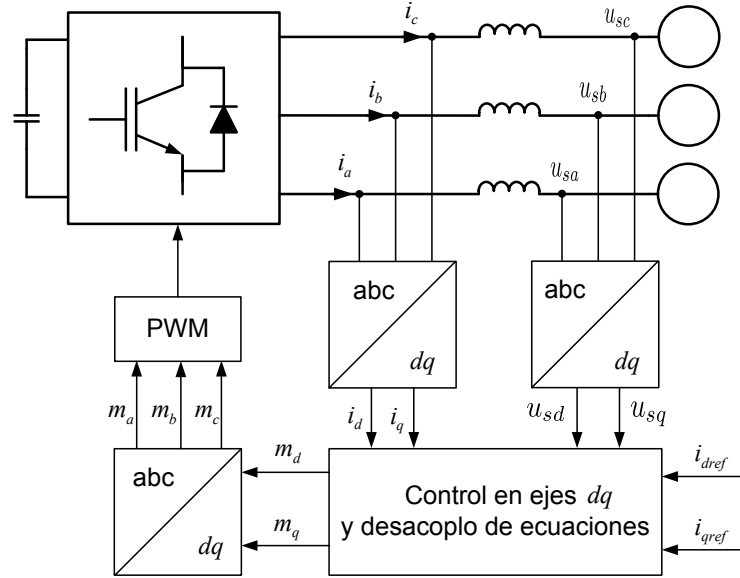 i_c
u_sc
i_b
u_sb
i_a
u_sa
abc
dq
abc
dq
PWM
m_a m_b m_c
i_d i_q
u_sd u_sq
abc
dq
m_d
m_q
Control en ejes dq
y desacoplo de ecuaciones
i_dref
i_qref